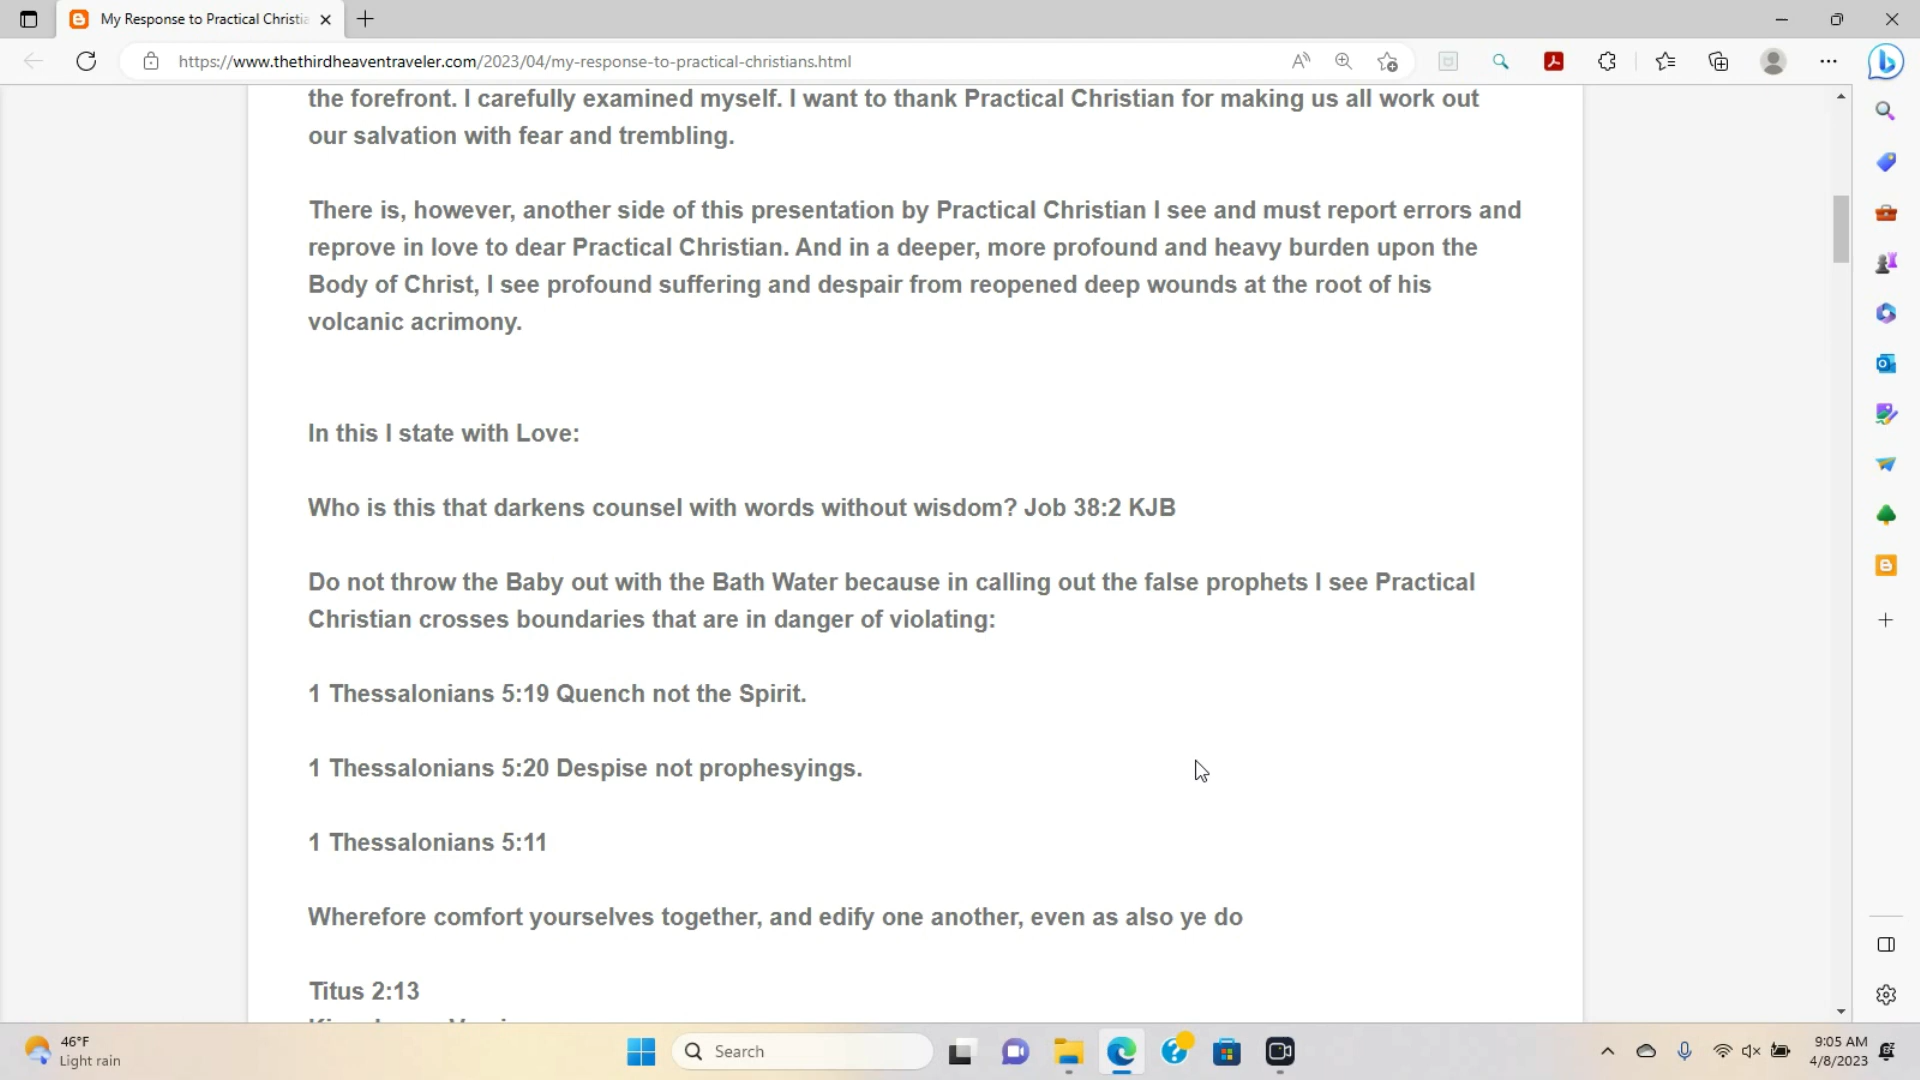 My Response to Practical Christia
https://www.thethirdheaventraveler.com/2023/04/my-response-to-practical-christians.html
the forefront. I carefully examined myself. I want to thank Practical Christian for making us all work out
our salvation with fear and trembling.
There is, however, another side of this presentation by Practical Christian I see and must report errors and
reprove in love to dear Practical Christian. And in a deeper, more profound and heavy burden upon the
Body of Christ, I see profound suffering and despair from reopened deep wounds at the root of his
volcanic acrimony.
In this I state with Love:
Who is this that darkens counsel with words without wisdom? Job 38:2 KJB
Do not throw the Baby out with the Bath Water because in calling out the false prophets I see Practical
Christian crosses boundaries that are in danger of violating:
1 Thessalonians 5:19 Quench not the Spirit.
1 Thessalonians 5:20 Despise not prophesyings.
1 Thessalonians 5:11
Wherefore comfort yourselves together, and edify one another, even as also ye do
Titus 2:13
46°F
Light rain
Search
9:05 AM
4/8/2023